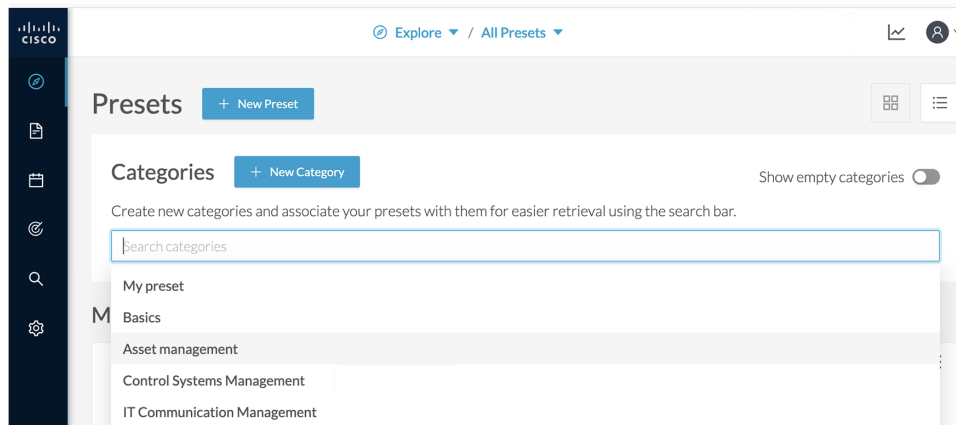 CISCO
Explore / All Presets
Presets
+ New Preset
Categories
+ New Category
Show empty categories
Create new categories and associate your presets with them for easier retrieval using the search bar.
Search categories
My preset
Basics
M
Asset management
Control Systems Management
IT Communication Management